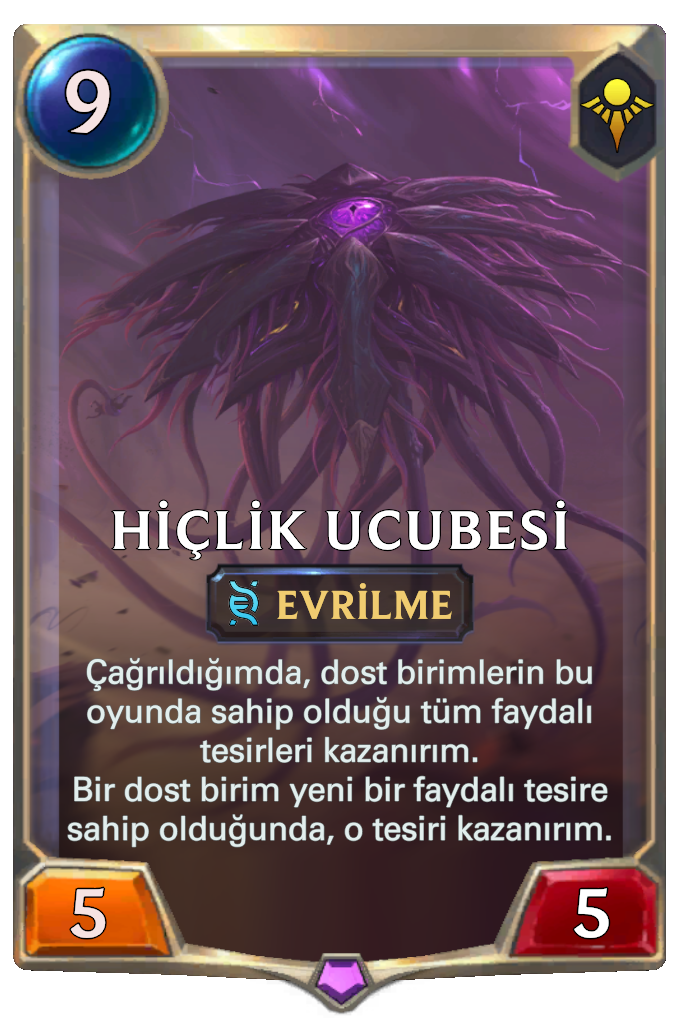 9
HİÇLİK UCUBESİ
EVRİLME
Çağrıldığımda, dost birimlerin bu
oyunda sahip olduğu tüm faydalı
tesirleri kazanırım.
Bir dost birim yeni bir faydalı tesire
sahip olduğunda, o tesiri kazanırım.
5
5